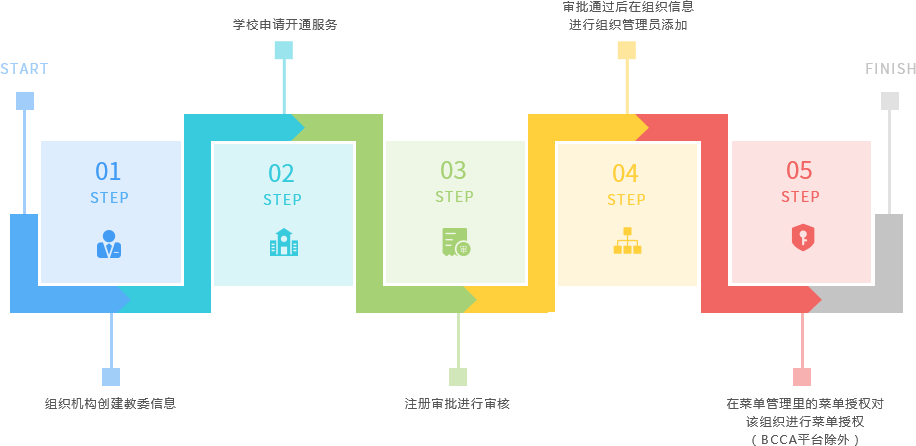 START
01
STEP
组织机构创建教委信息
学校申请开通服务
02
STEP
03
STEP
审
注册审批进行审核
审批通过后在组织信息
进行组织管理员添加
04
STEP
05
STEP
在菜单管理里的菜单授权对
该组织进行菜单授权
（BCCA平台除外）
FINISH